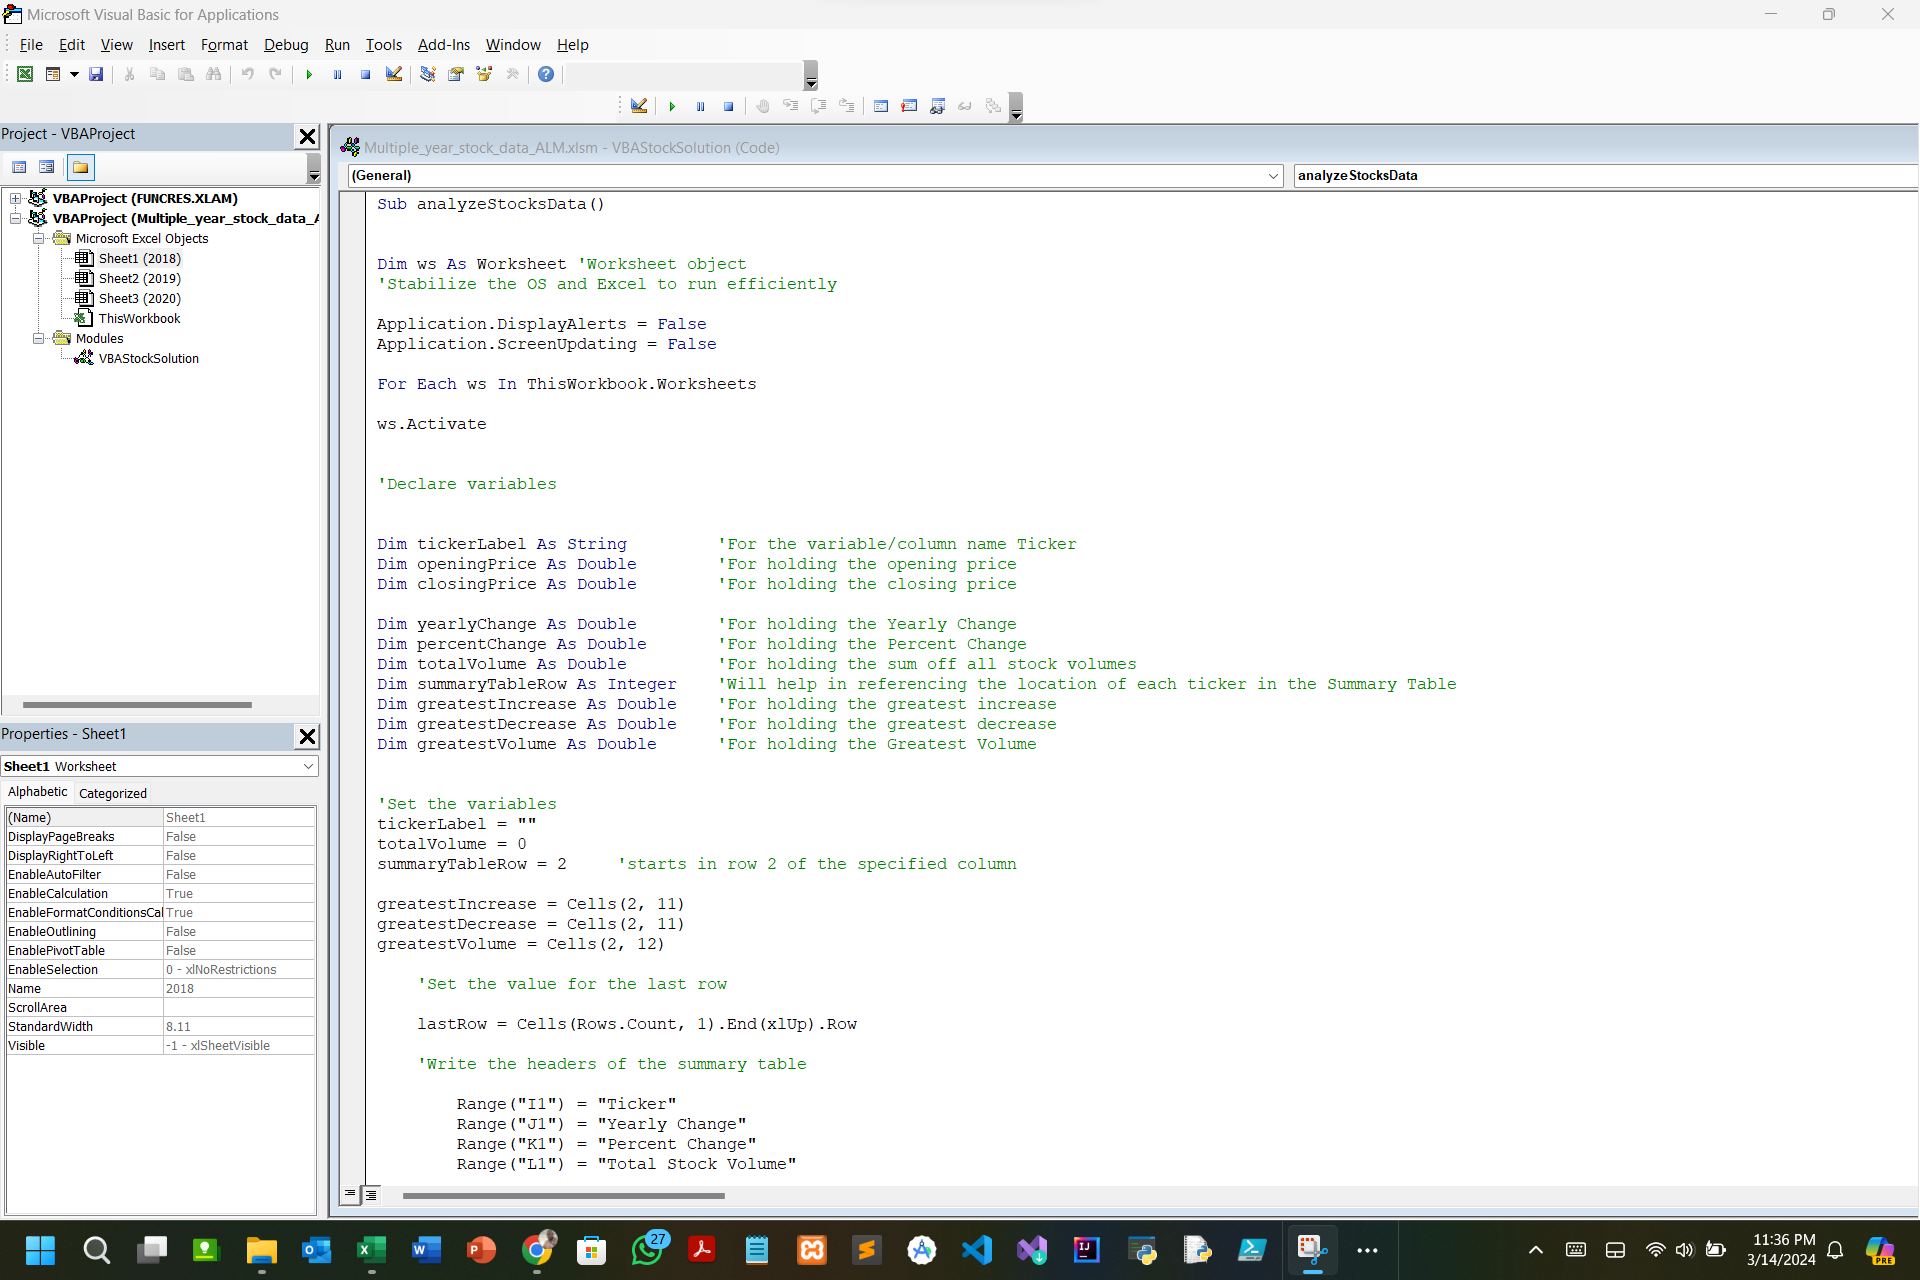 Microsoft Visual Basic for Applications
File Edit View Insert Format Debug Run Tools Add-Ins Window Help
Project - VBAProject
VBAProject (FUNCRES.XLAM)
VBAProject (Multiple_year_stock_data_A
Microsoft Excel Objects
Sheet1 (2018)
Sheet2 (2019)
Sheet3 (2020)
ThisWorkbook
Modules
VBAStockSolution
Properties - Sheet1
Sheet1 Worksheet
Alphabetic Categorized
(Name) Sheet1
DisplayPageBreaks False
DisplayRightToLeft False
EnableAutoFilter False
EnableCalculation True
EnableFormatConditionsCal True
EnableOutlining False
EnablePivotTable False
EnableSelection 0 - xlNoRestrictions
Name 2018
ScrollArea
StandardWidth 8.11
Visible -1 - xlSheetVisible
Multiple_year_stock_data_ALM.xlsm - VBAStockSolution (Code)
(General) analyzeStocksData
Sub analyzeStocksData()
Dim ws As Worksheet 'Worksheet object
'Stabilize the OS and Excel to run efficiently
Application.DisplayAlerts = False
Application.ScreenUpdating = False
For Each ws In ThisWorkbook.Worksheets
ws.Activate
'Declare variables
Dim tickerLabel As String 'For the variable/column name Ticker
Dim openingPrice As Double 'For holding the opening price
Dim closingPrice As Double 'For holding the closing price
Dim yearlyChange As Double 'For holding the Yearly Change
Dim percentChange As Double 'For holding the Percent Change
Dim totalVolume As Double 'For holding the sum off all stock volumes
Dim summaryTableRow As Integer 'Will help in referencing the location of each ticker in the Summary Table
Dim greatestIncrease As Double 'For holding the greatest increase
Dim greatestDecrease As Double 'For holding the greatest decrease
Dim greatestVolume As Double 'For holding the Greatest Volume
'Set the variables
tickerLabel = ""
totalVolume = 0
summaryTableRow = 2 'starts in row 2 of the specified column
greatestIncrease = Cells(2, 11)
greatestDecrease = Cells(2, 11)
greatestVolume = Cells(2, 12)
'Set the value for the last row
lastRow = Cells(Rows.Count, 1).End(xlUp).Row
'Write the headers of the summary table
Range("I1") = "Ticker"
Range("J1") = "Yearly Change"
Range("K1") = "Percent Change"
Range("L1") = "Total Stock Volume"
27
11:36 PM
3/14/2024
PRE